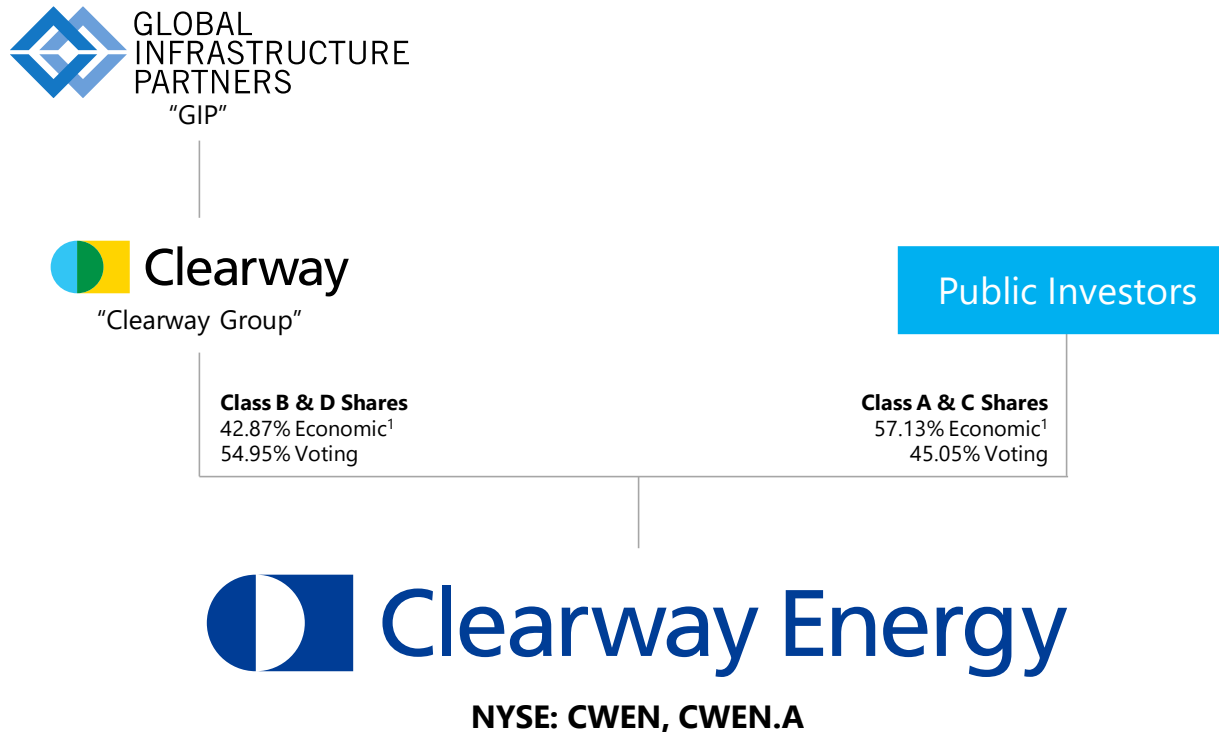 GLOBAL
INFRASTRUCTURE
PARTNERS
“GIP”
Clearway
“Clearway Group”
Public Investors
Class B & D Shares
42.87% Economic¹
54.95% Voting
Class A & C Shares
57.13% Economic¹
45.05% Voting
Clearway Energy
NYSE: CWEN, CWEN.A